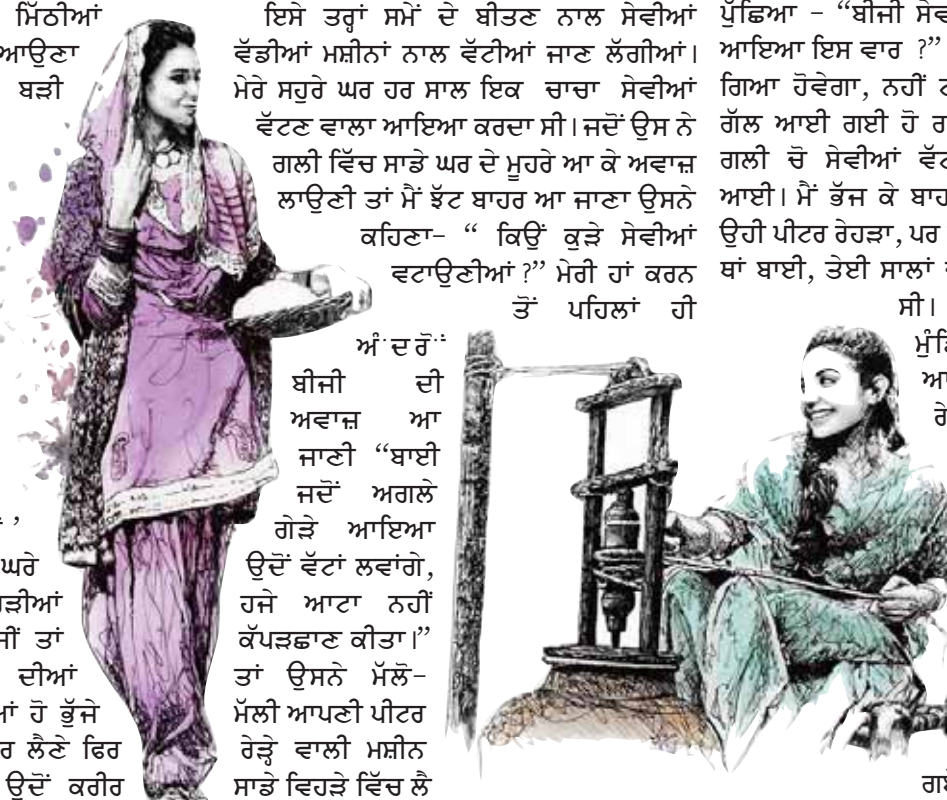 ਮਿੱਠੀਆਂ
ਆਉਣਾ
ਬੜੀ
ਘਰੇ
ਤਾਂ
ਦੀਆਂ
ਹੋ ਭੁੱਜੇ
ਲੈਣੇ ਫਿਰ
ਉਦੋਂ ਕਰੀਰ
ਇਸੇ ਤਰ੍ਹਾਂ ਸਮੇਂ ਦੇ ਬੀਤਣ ਨਾਲ ਸੇਵੀਆਂ
ਵੱਡੀਆਂ ਮਸ਼ੀਨਾਂ ਨਾਲ ਵੱਟੀਆਂ ਜਾਣ ਲੱਗੀਆਂ।
ਮੇਰੇ ਸਹੁਰੇ ਘਰ ਹਰ ਸਾਲ ਇਕ ਚਾਚਾ ਸੇਵੀਆਂ
ਵੱਟਣ ਵਾਲਾ ਆਇਆ ਕਰਦਾ ਸੀ। ਜਦੋਂ ਉਸ ਨੇ
ਗਲੀ ਵਿੱਚ ਸਾਡੇ ਘਰ ਦੇ ਮੂਹਰੇ ਆ ਕੇ ਅਵਾਜ਼
ਲਾਉਣੀ ਤਾਂ ਮੈਂ ਝੱਟ ਬਾਹਰ ਆ ਜਾਣਾ ਉਸਨੇ
ਕਹਿਣਾ– “ ਕਿਉਂ ਕੁੜੇ ਸੇਵੀਆਂ
ਵਟਾਉਣੀਆਂ ?” ਮੇਰੀ ਹਾਂ ਕਰਨ
ਤੋਂ ਪਹਿਲਾਂ ਹੀ
ਅੰਦਰੋਂ
ਬੀਜੀ ਦੀ
ਅਵਾਜ਼ ਆ
ਜਾਣੀ “ਬਾਈ
ਜਦੋਂ ਅਗਲੇ
ਗੇੜੇ ਆਇਆ
ਉਦੋਂ ਵੱਟਾਂ ਲਵਾਂਗੇ,
ਹਜੇ ਆਟਾ ਨਹੀਂ
ਕੱਪੜਛਾਣ ਕੀਤਾ।”
ਤਾਂ ਉਸਨੇ ਮੱਲੋ–
ਮੱਲੀ ਆਪਣੀ ਪੀਟਰ
ਰੇੜ੍ਹੇ ਵਾਲੀ ਮਸ਼ੀਨ
ਸਾਡੇ ਵਿਹੜੇ ਵਿੱਚ ਲੈ
ਪੁੱਛਿਆ – “ਬੀਜੀ
ਆਇਆ ਇਸ ਵਾਰ ?”
ਗਿਆ ਹੋਵੇਗਾ, ਨਹੀਂ
ਗੱਲ ਆਈ ਗਈ ਹੋ
ਗਲੀ ਚੋ ਸੇਵੀਆਂ
ਆਈ। ਮੈਂ ਭੱਜ ਕੇ
ਉਹੀ ਪੀਟਰ ਰੇਹੜਾ, ਪਰ
ਥਾਂ ਬਾਈ, ਤੇਈ ਸਾਲਾਂ
ਸੀ।